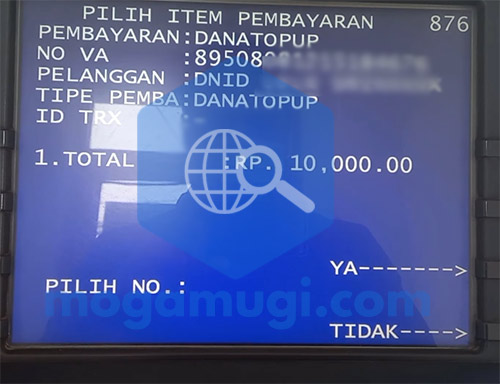 PILIH ITEM PEMBAYARAN 876
PEMBAYARAN:DANATOPUP
NO VA :89508
PELANGGAN :DNID
TIPE PEMBA:DANATOPUP
ID TRX :-
1.TOTAL :RP. 10,000.00
YA------->
PILIH NO.:
mogamugi.com
TIDAK---->